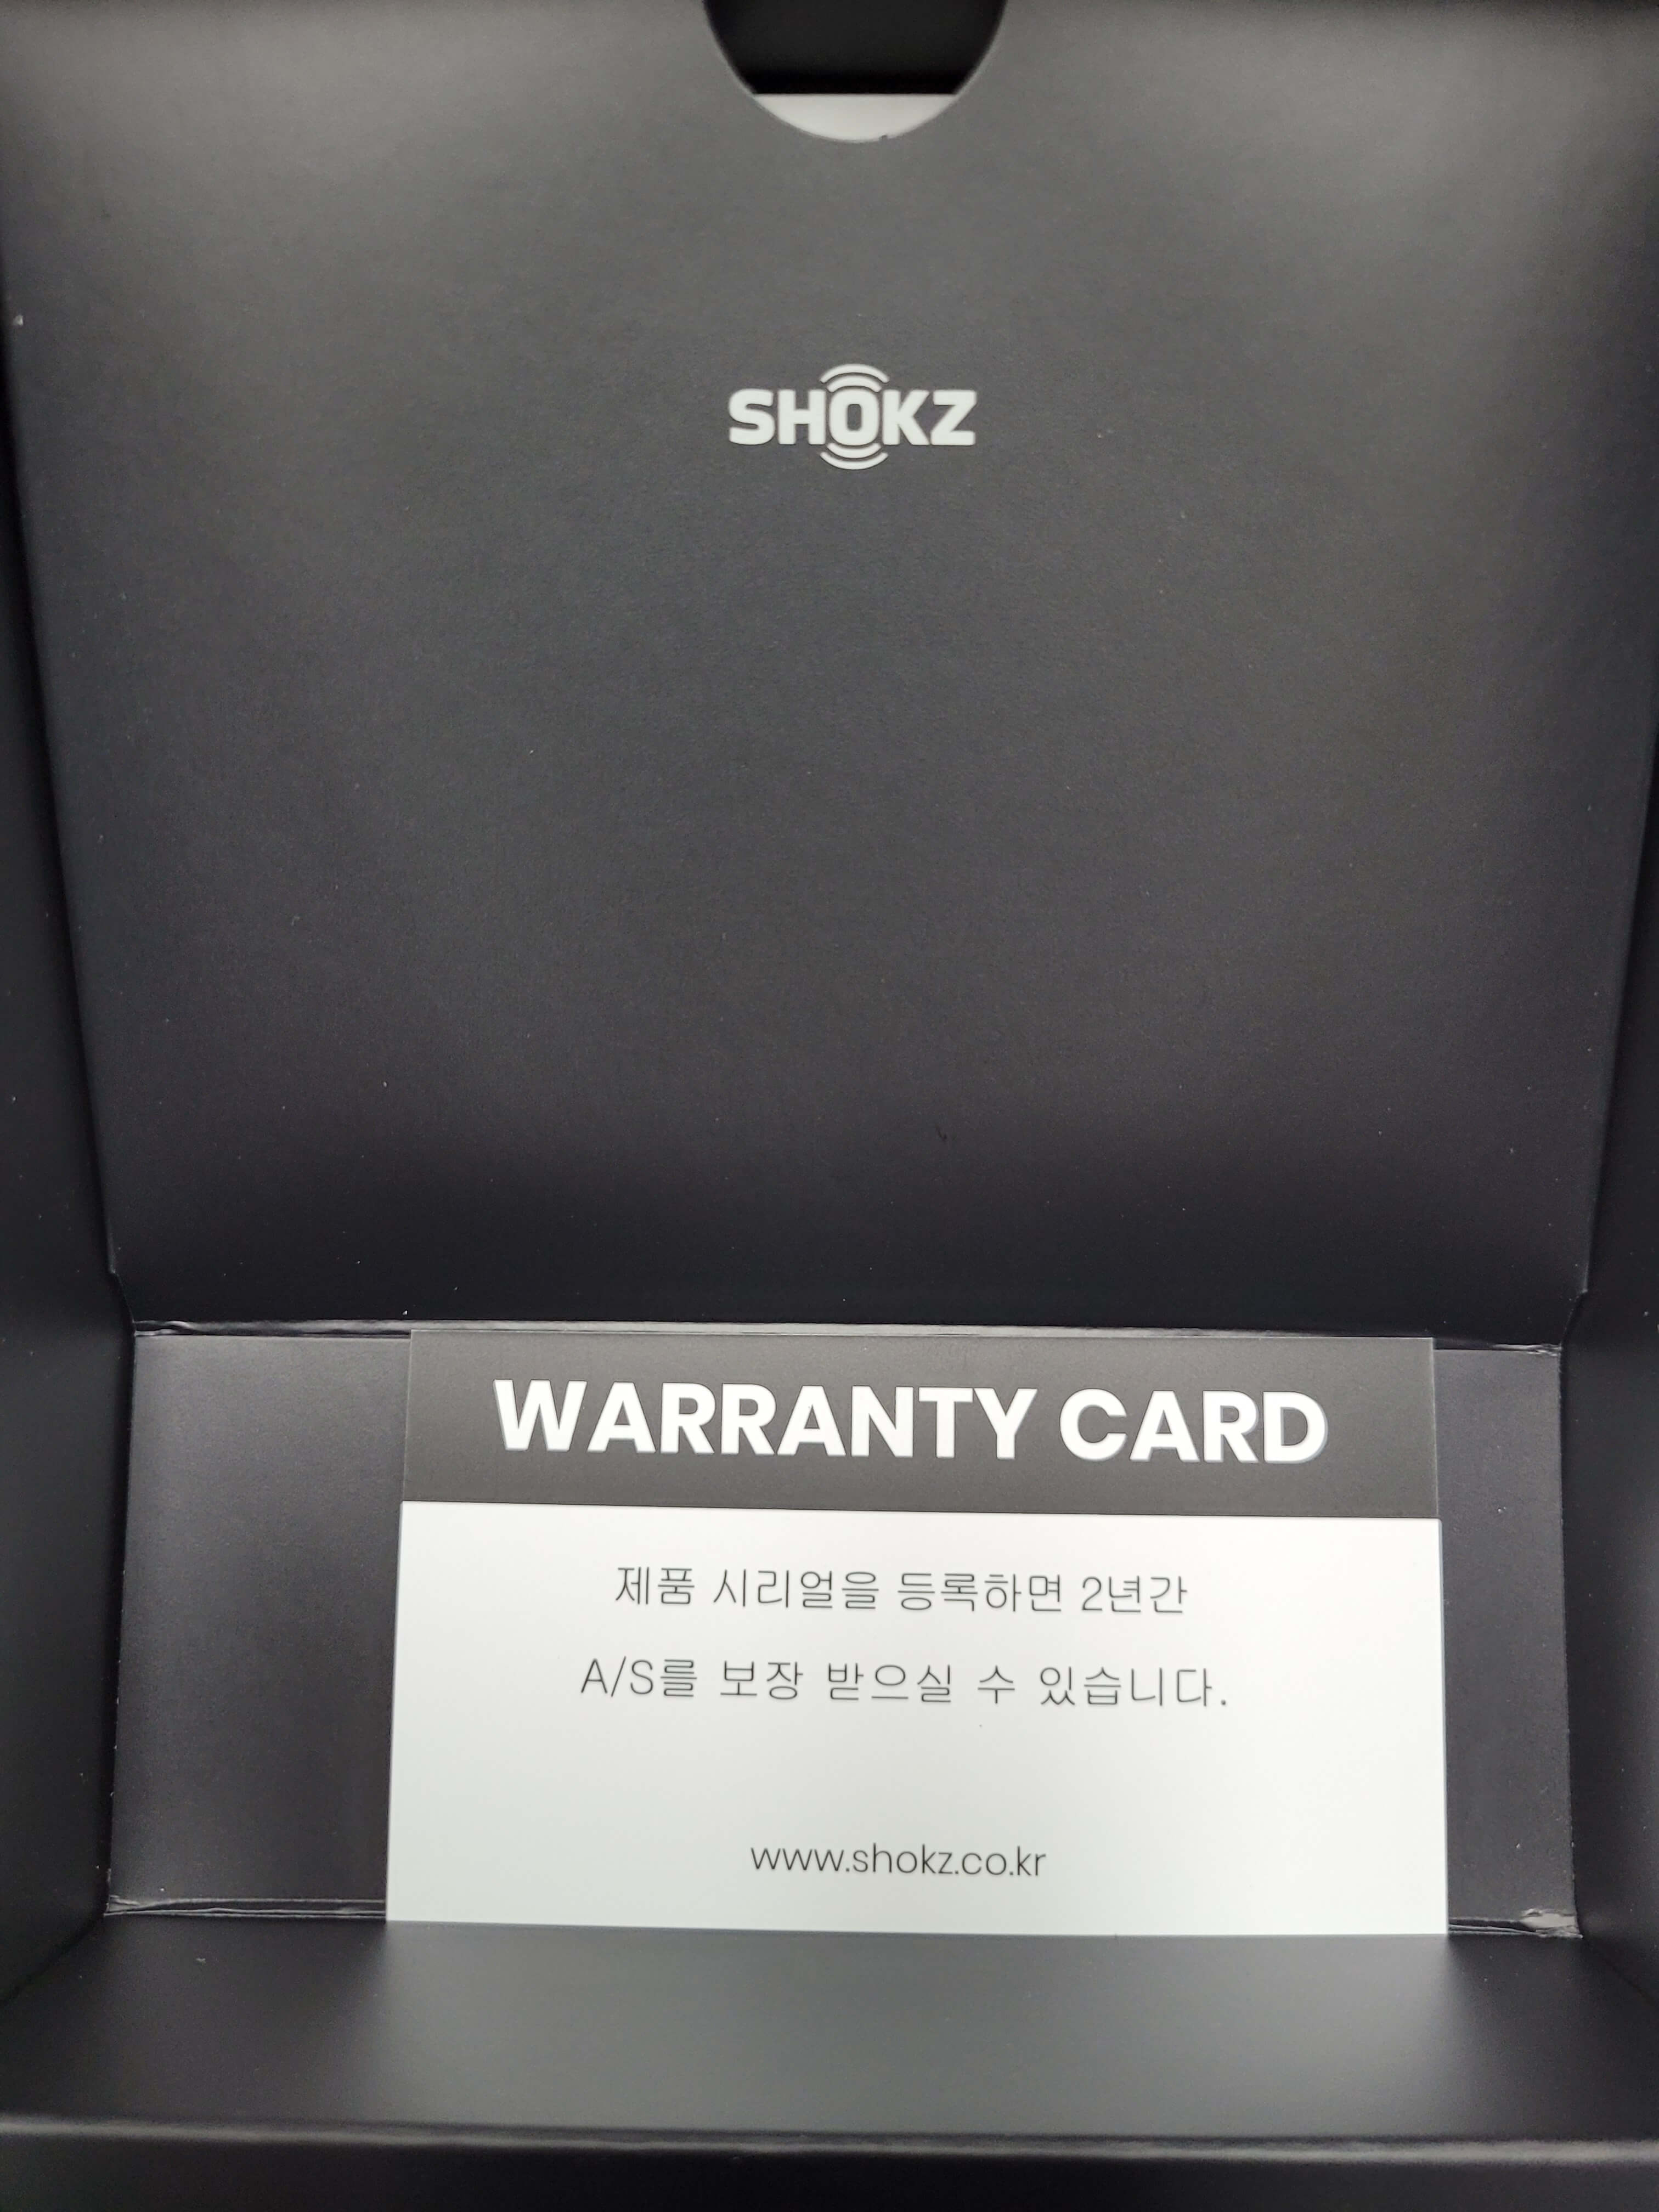 SHOKZ
WARRANTY CARD
제품 시리얼을 등록하면 2년간
A/S를 보장 받으실 수 있습니다.
www.shokz.co.kr